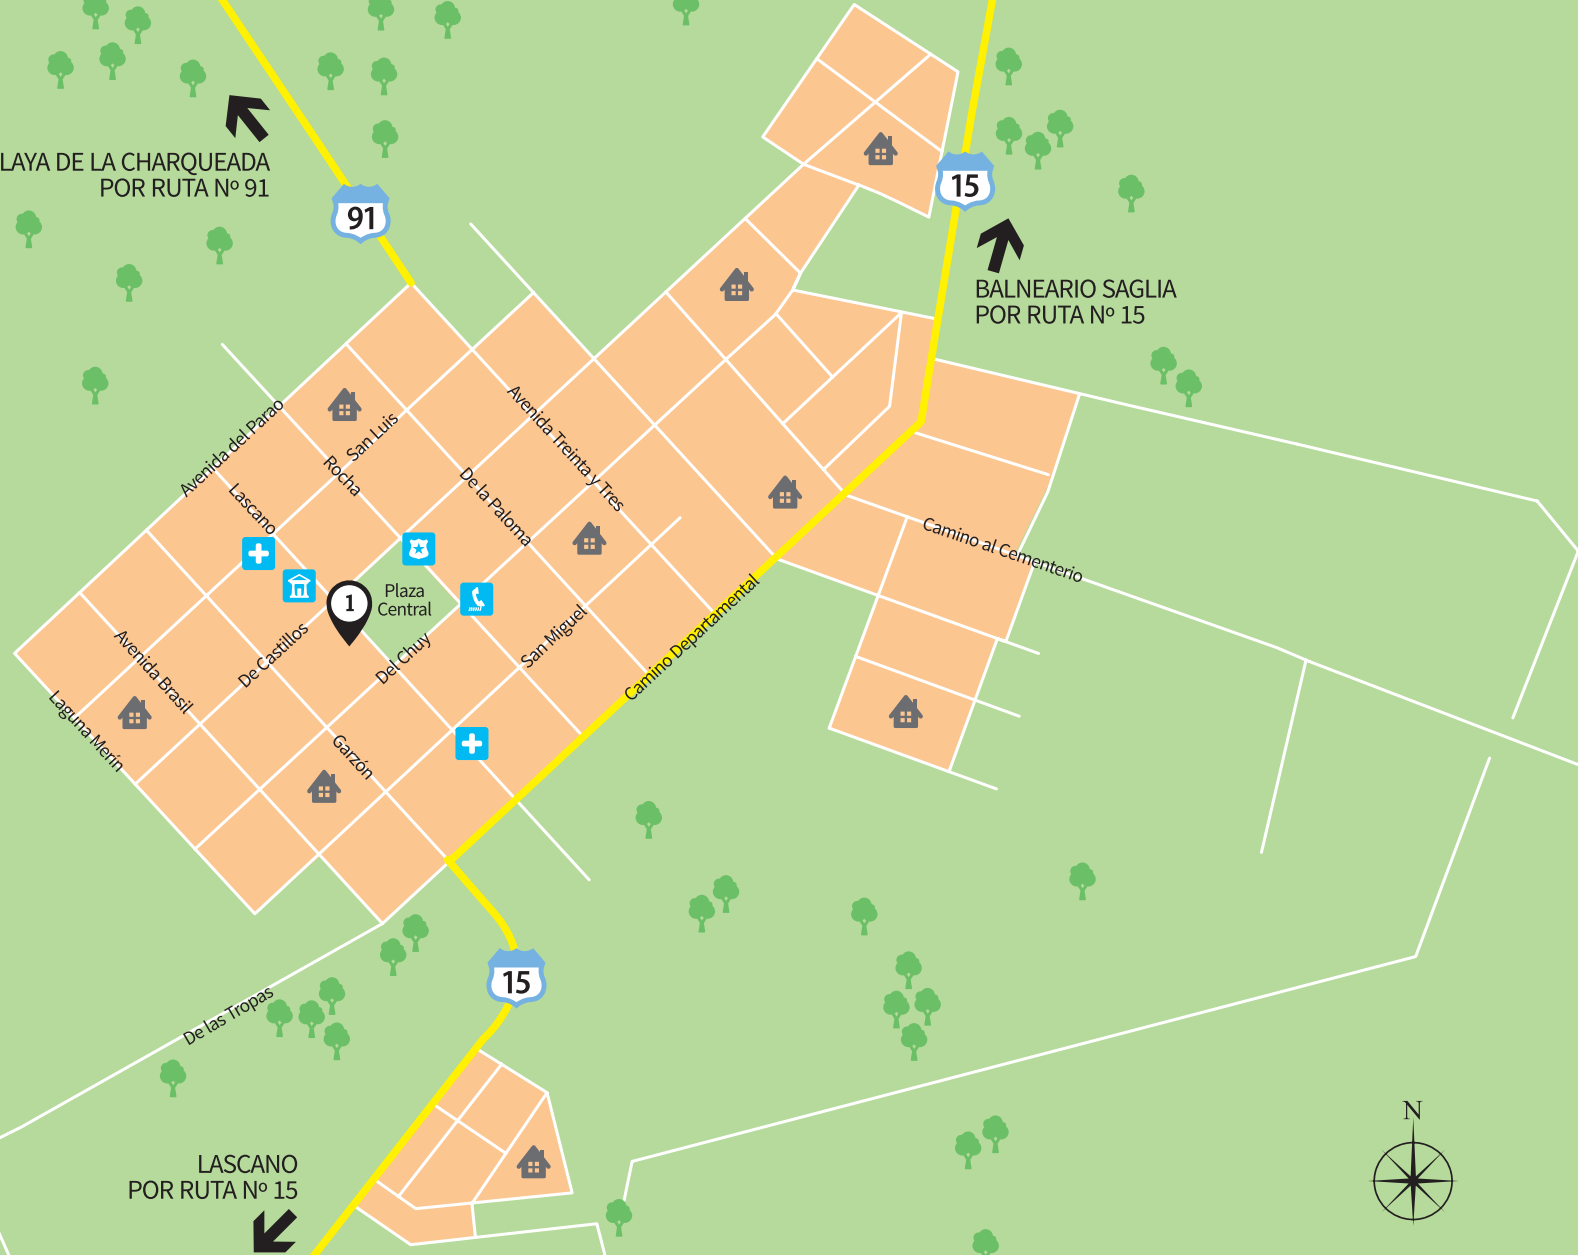 LAYA DE LA CHARQUEADA
POR RUTA Nº 91
91
15
BALNEARIO SAGLIA
POR RUTA Nº 15
Avenida del Parao
San Luis
Rocha
Lascano
Avenida Treinta y Tres
De la Paloma
Camino al Cementerio
1
Plaza
Central
Avenida Brasil
De Castillos
Del Chuy
San Miguel
Camino Departamental
Laguna Merín
Garzón
15
De las Tropas
LASCANO
POR RUTA Nº 15
N